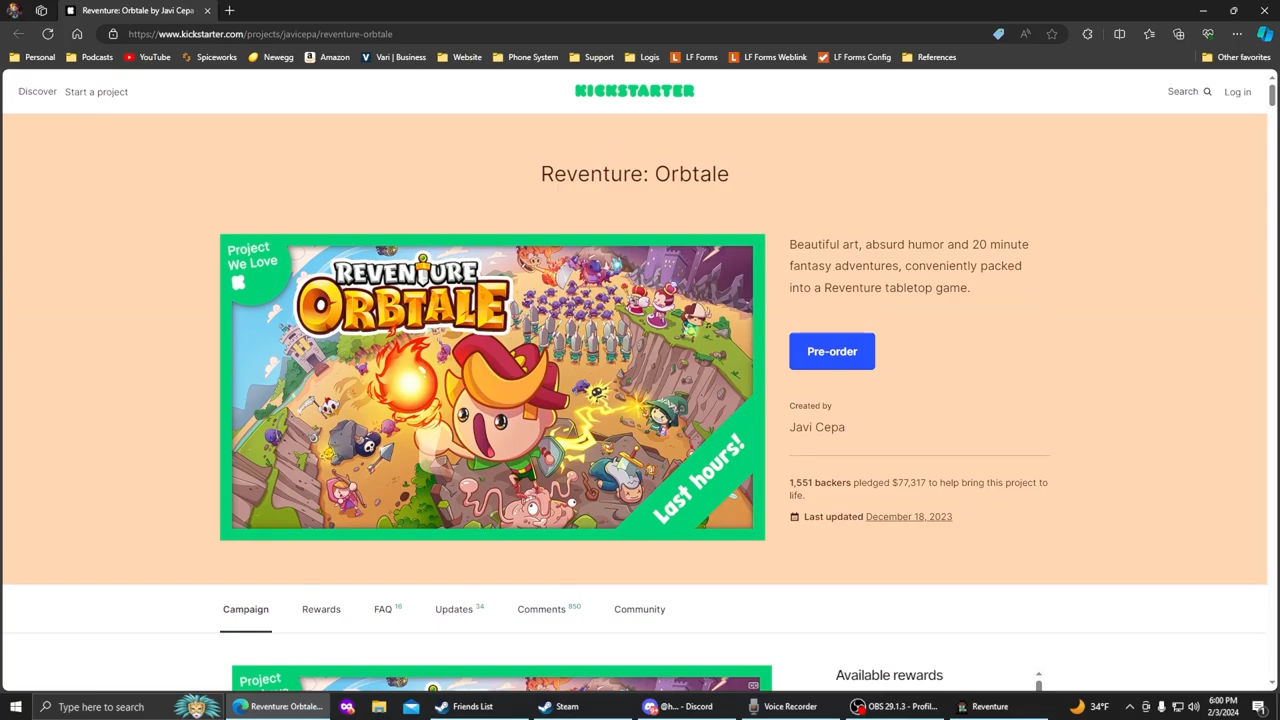 Reventure: Orbtale by Javi Cepa
https://www.kickstarter.com/projects/javicepa/reventure-orbtale
Personal
Podcasts
YouTube
Spiceworks
Newegg
Amazon
Vari | Business
Website
Phone System
Support
Logis
LF Forms
LF Forms Weblink
LF Forms Config
References
Other favorites
Discover
Start a project
KICKSTARTER
Search
Log in
Reventure: Orbtale
Project
We Love
REVENTURE
ORBTALE
Last hours!
Beautiful art, absurd humor and 20 minute
fantasy adventures, conveniently packed
into a Reventure tabletop game.
Pre-order
Created by
Javi Cepa
1,551 backers pledged $77,317 to help bring this project to
life.
Last updated December 18, 2023
Campaign
Rewards
FAQ 18
Updates 34
Comments 850
Community
Project
Available rewards
Type here to search
Reventure: Orbtale...
Friends List
Steam
@h... - Discord
Voice Recorder
OBS 29.1.3 - Profil...
Reventure
34°F
6:00 PM
2/3/2024